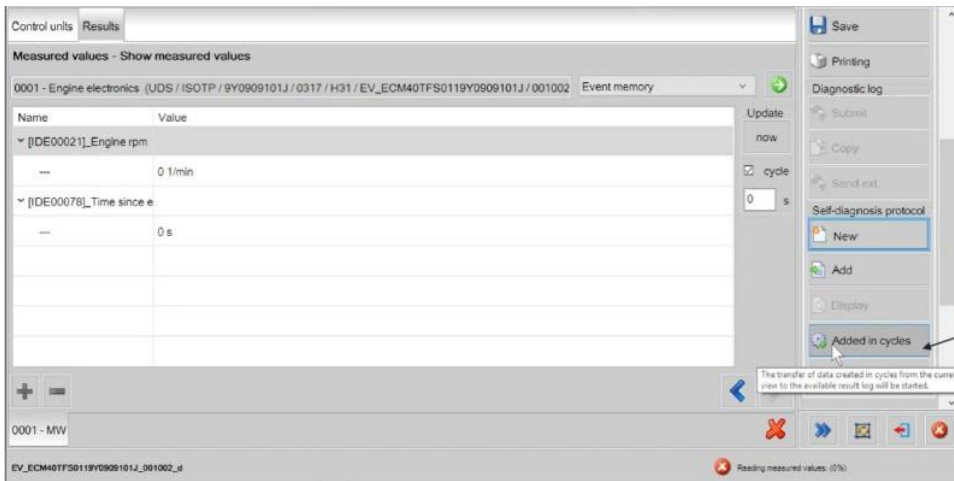 Control units Results
Measured values - Show measured values
0001 - Engine electronics (UDS / ISOTP / 9Y0909101J / 0317 / H31 / EV_ECM40TFS0119Y0909101J / 001002 Event memory
Name Value Update
now
[IDE00021]_Engine rpm
--- 0 1/min
cycle
[IDE00078]_Time since e
0 s
--- 0 s
0001 - MW
EV_ECM40TFS0119Y0909101J_001002_d
Reading measured values: (0%)
Save
Printing
Diagnostic log
Submit
Copy
Send ext.
Self-diagnosis protocol
New
Add
Display
Added in cycles
The transfer of data created in cycles from the curre
view to the available result log will be started.